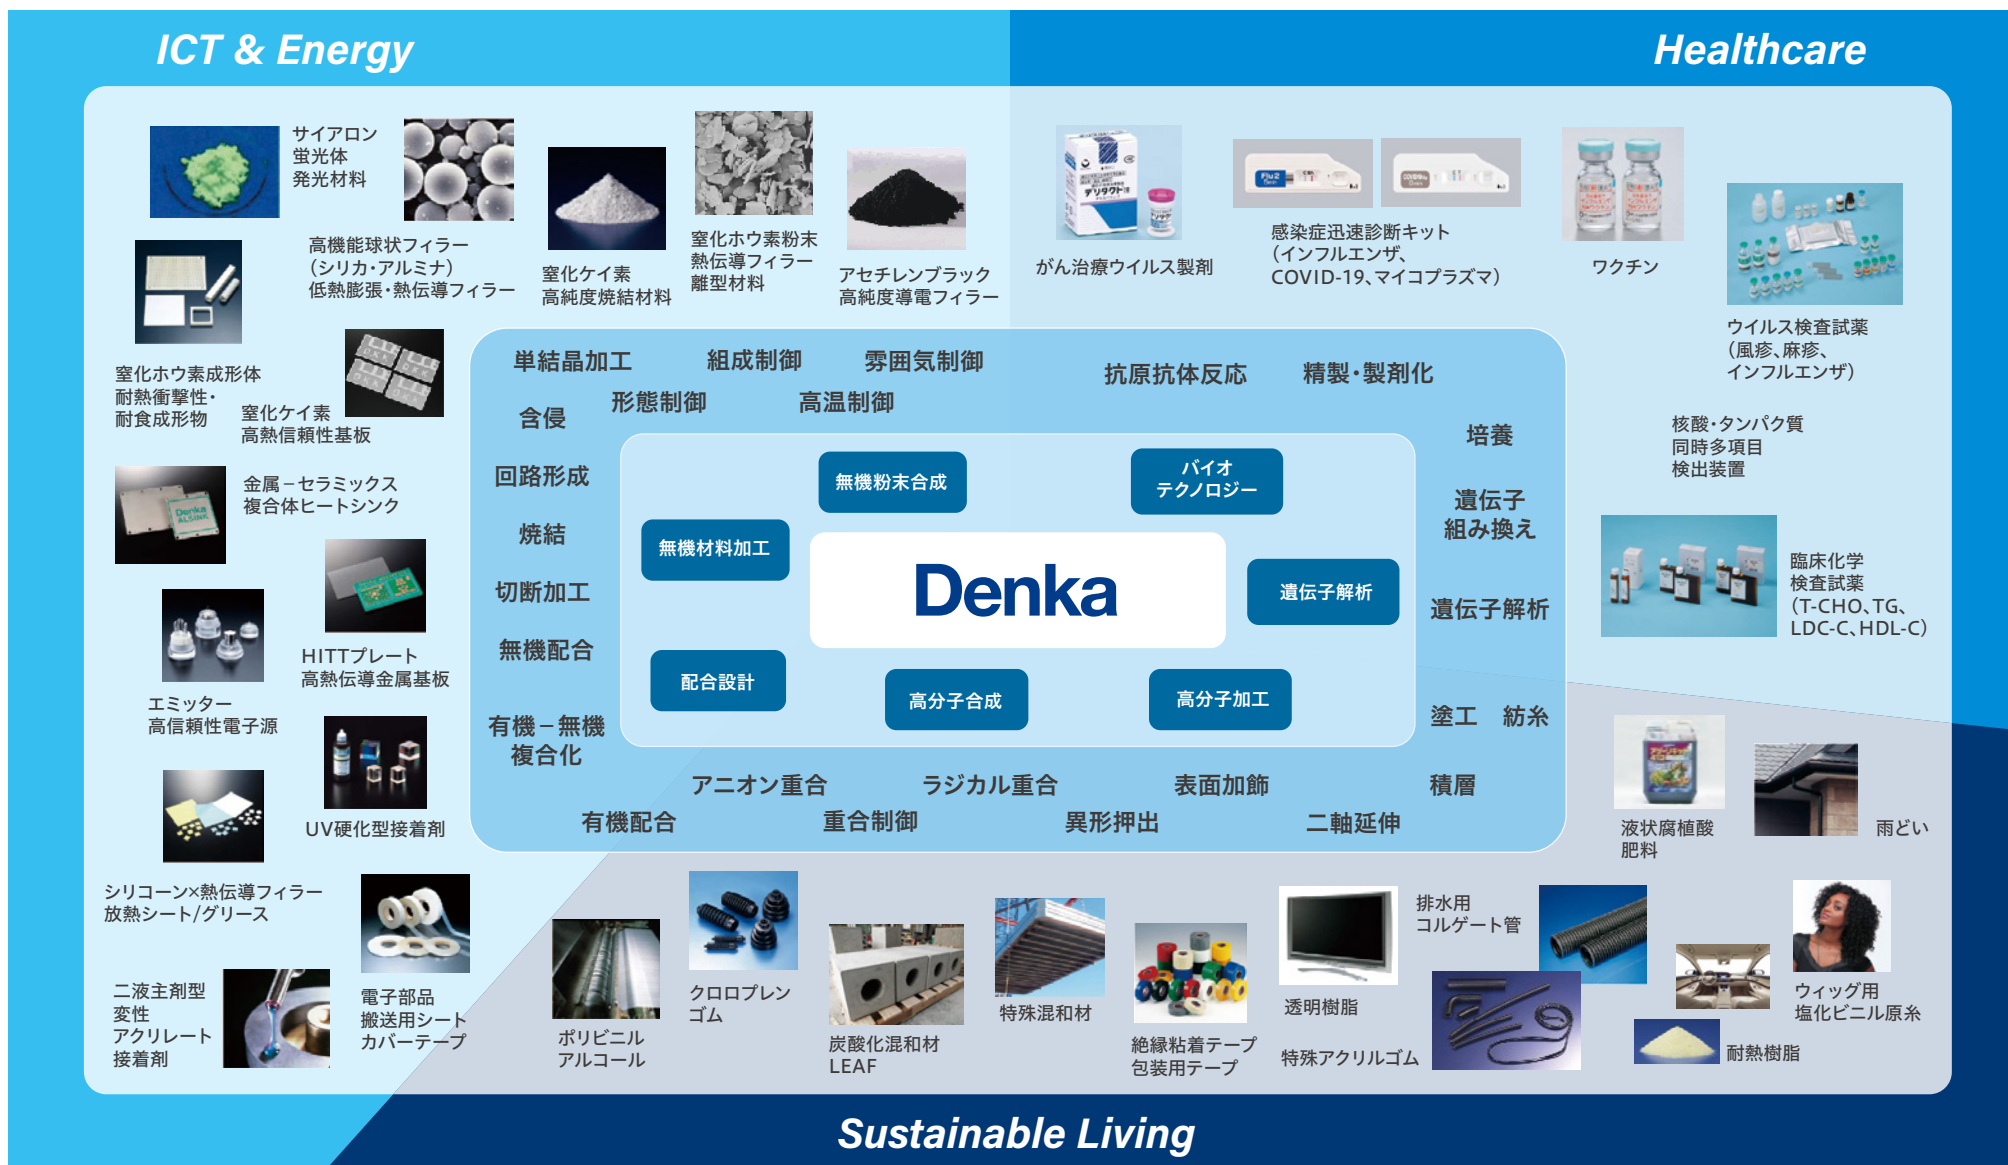 ICT & Energy
Healthcare
サイアロン
蛍光体
発光材料
高機能球状フィラー
（シリカ・アルミナ）
低熱膨張・熱伝導フィラー
窒化ケイ素
高純度焼結材料
窒化ホウ素粉末
熱伝導フィラー
離型材料
アセチレンブラック
高純度導電フィラー
デリタクト
がん治療ウイルス製剤
Flu2
COVID19
感染症迅速診断キット
（インフルエンザ、
COVID-19、マイコプラズマ）
ワクチン
ウイルス検査試薬
（風疹、麻疹、
インフルエンザ）
窒化ホウ素成形体
耐熱衝撃性・
耐食成形物
窒化ケイ素
高熱信頼性基板
核酸・タンパク質
同時多項目
検出装置
Denka
ALSINK
金属－セラミックス
複合体ヒートシンク
臨床化学
検査試薬
（T-CHO、TG、
LDC-C、HDL-C）
HITTプレート
高熱伝導金属基板
エミッター
高信頼性電子源
UV硬化型接着剤
シリコーン×熱伝導フィラー
放熱シート/グリース
二液主剤型
変性
アクリレート
接着剤
電子部品
搬送用シート
カバーテープ
単結晶加工
組成制御
雰囲気制御
抗原抗体反応
精製・製剤化
形態制御
高温制御
含侵
培養
回路形成
遺伝子
組み換え
焼結
切断加工
遺伝子解析
無機配合
有機－無機
複合化
塗工
紡糸
アニオン重合
ラジカル重合
表面加飾
積層
有機配合
重合制御
異形押出
二軸延伸
無機粉末合成
バイオ
テクノロジー
無機材料加工
Denka
遺伝子解析
配合設計
高分子合成
高分子加工
液状腐植酸
肥料
雨どい
ポリビニル
アルコール
クロロプレン
ゴム
炭酸化混和材
LEAF
特殊混和材
絶縁粘着テープ
包装用テープ
透明樹脂
特殊アクリルゴム
排水用
コルゲート管
耐熱樹脂
ウィッグ用
塩化ビニル原糸
Sustainable Living